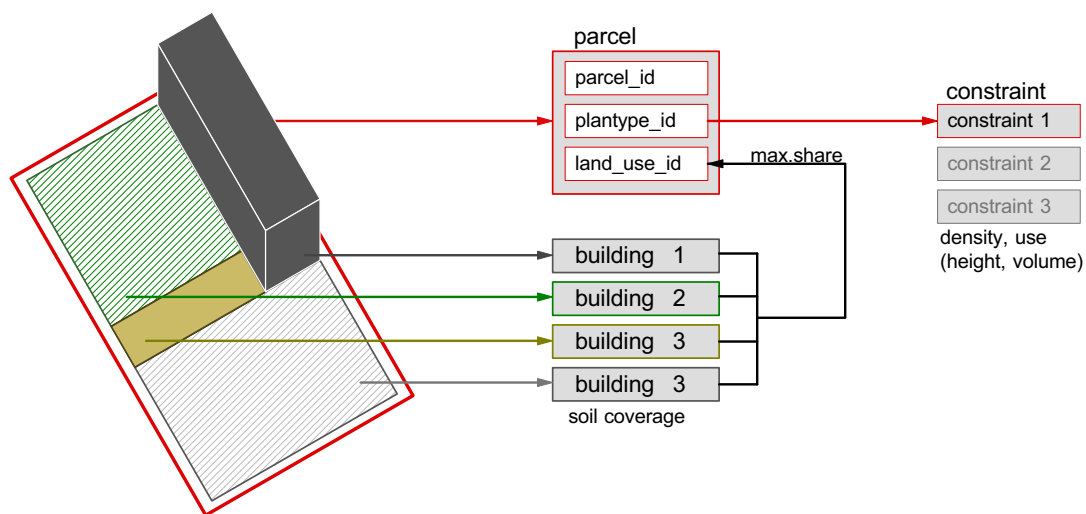 parcel
parcel_id
plantype_id
land_use_id
max.share
constraint
constraint 1
constraint 2
constraint 3
density, use
(height, volume)
building 1
building 2
building 3
building 3
soil coverage